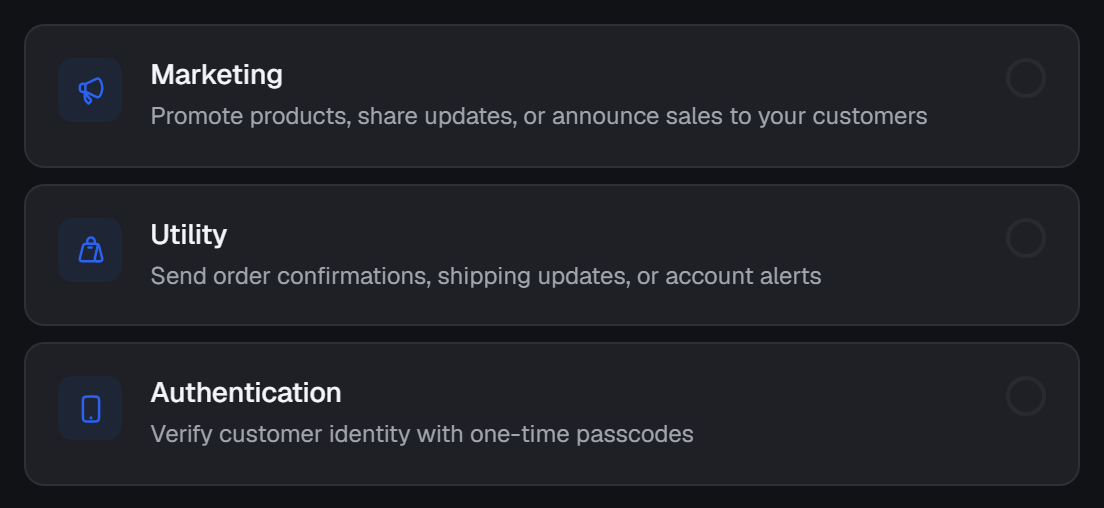 Marketing
Promote products, share updates, or announce sales to your customers
Utility
Send order confirmations, shipping updates, or account alerts
Authentication
Verify customer identity with one-time passcodes